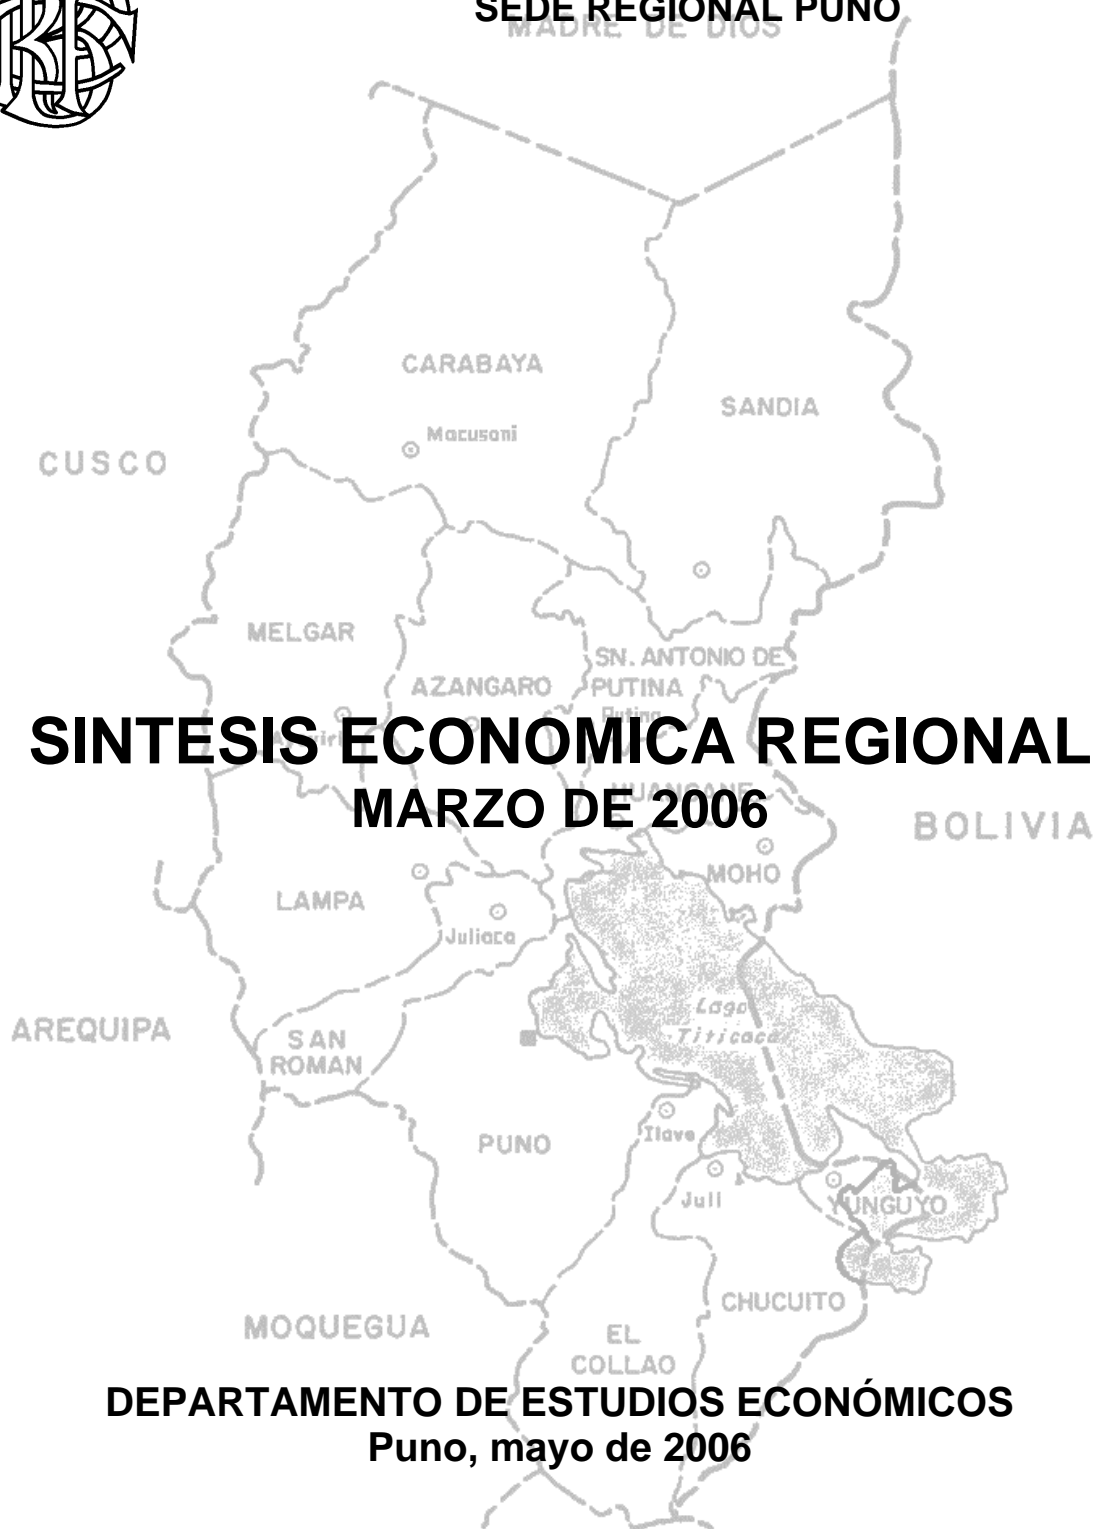 SEDE REGIONAL PUNO
MADRE DE DIOS
CARABAYA
SANDIA
Macusani
CUSCO
MELGAR
SN. ANTONIO DE
AZANGARO
PUTINA
Putina
SINTESIS ECONOMICA REGIONAL
HUANCANE
MARZO DE 2006
BOLIVIA
MOHO
LAMPA
Juliaca
Lago
AREQUIPA
SAN
Titicaca
ROMAN
PUNO
Ilave
Juli
YUNGUYO
CHUCUITO
MOQUEGUA
EL
COLLAO
DEPARTAMENTO DE ESTUDIOS ECONÓMICOS
Puno, mayo de 2006